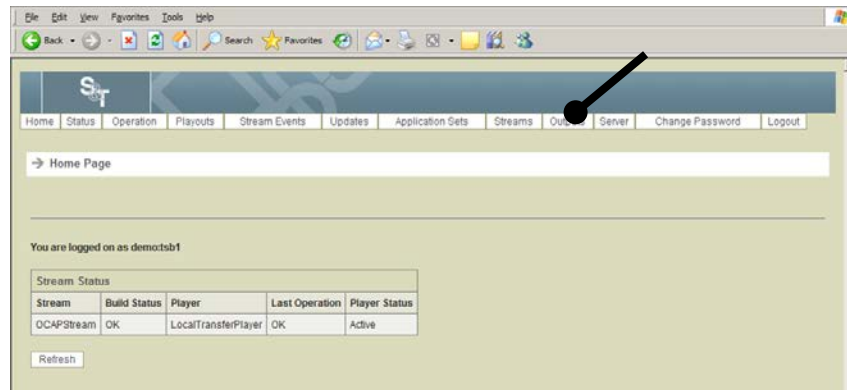 File Edit View Favorites Tools Help
Back Search Favorites
S&T
Home Status Operation Playouts Stream Events Updates Application Sets Streams Server Change Password Logout
Home Page
You are logged on as demo:tsb1
Stream Status
Stream Build Status Player Last Operation Player Status
OCAPStream OK LocalTransferPlayer OK Active
Refresh